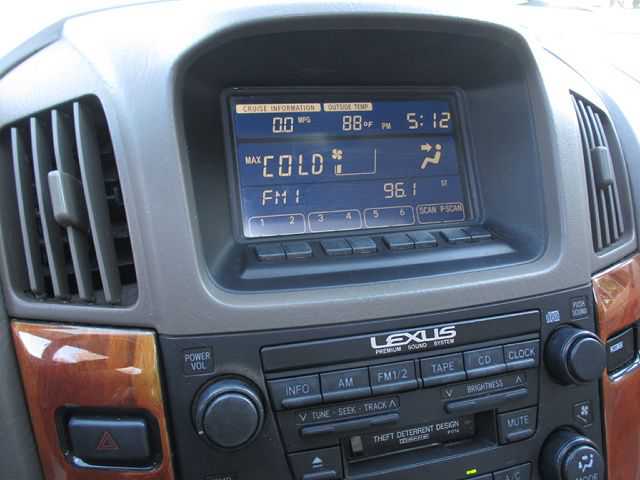 CRUISE INFORMATION OUTSIDE TEMP.
0.0 MPG 88°F PM 5:12
MAX COLD
FM1 96.1 ST
1 2 3 4 5 6 SCAN P·SCAN
LEXUS
PREMIUM SOUND SYSTEM
PUSH SOUND
POWER VOL
INFO AM FM1/2 TAPE CD CLOCK
TUNE · SEEK · TRACK BRIGHTNESS
THEFT DETERRENT DESIGN
MUTE
A/C
MODE